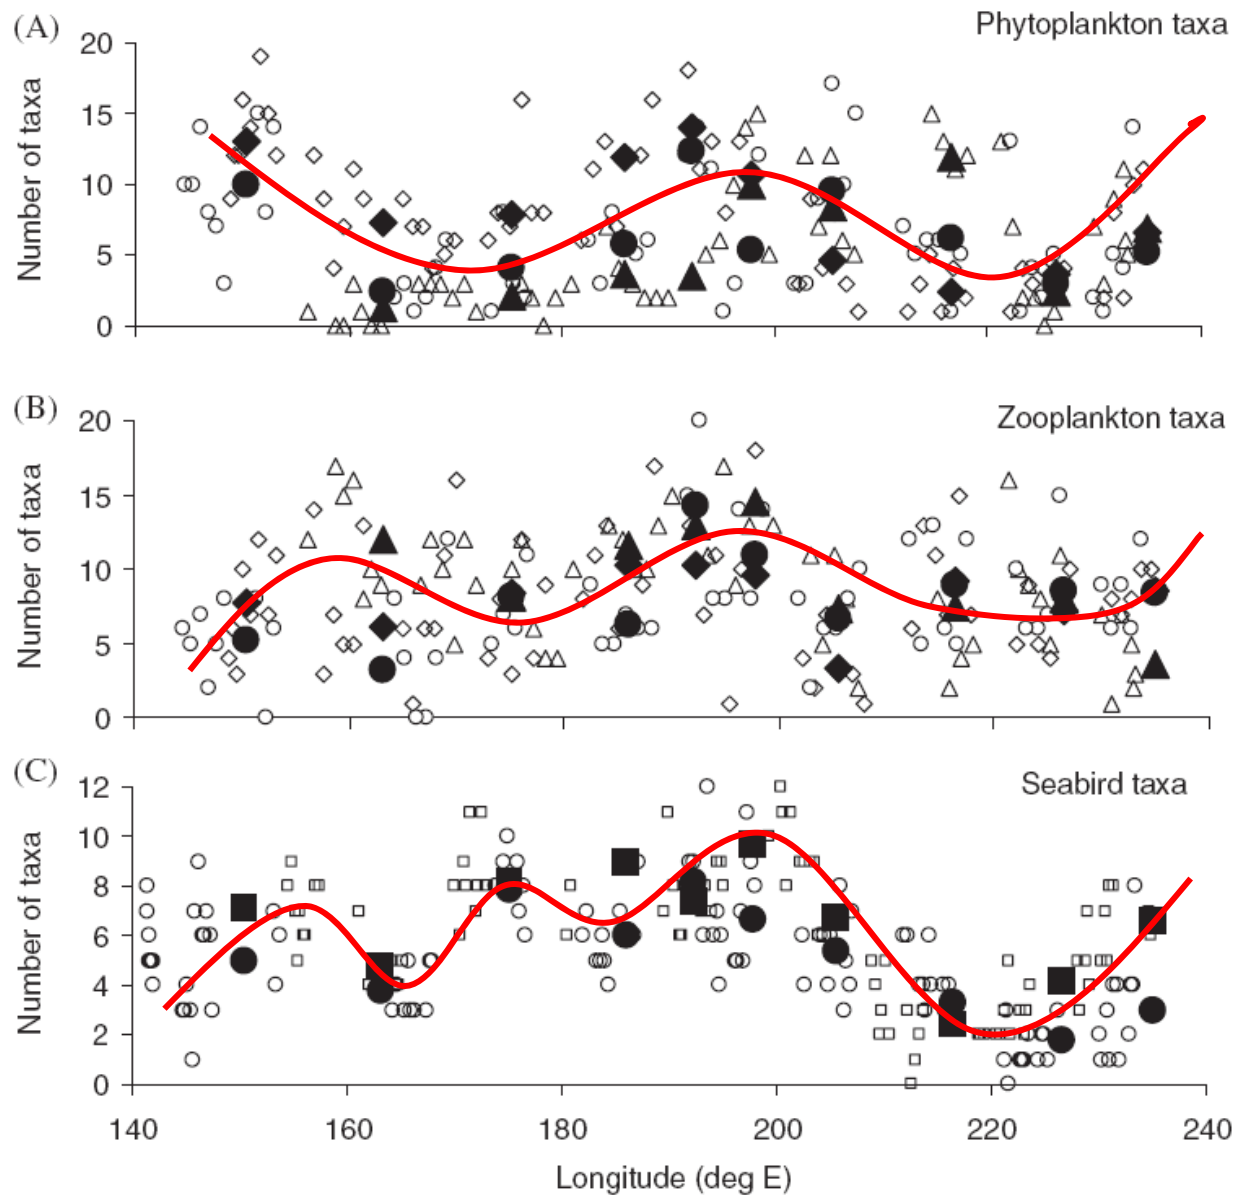 (A)
Phytoplankton taxa
Number of taxa
20
15
10
5
0
(B)
Zooplankton taxa
Number of taxa
20
15
10
5
0
(C)
Seabird taxa
Number of taxa
12
10
8
6
4
2
0
140 160 180 200 220 240
Longitude (deg E)